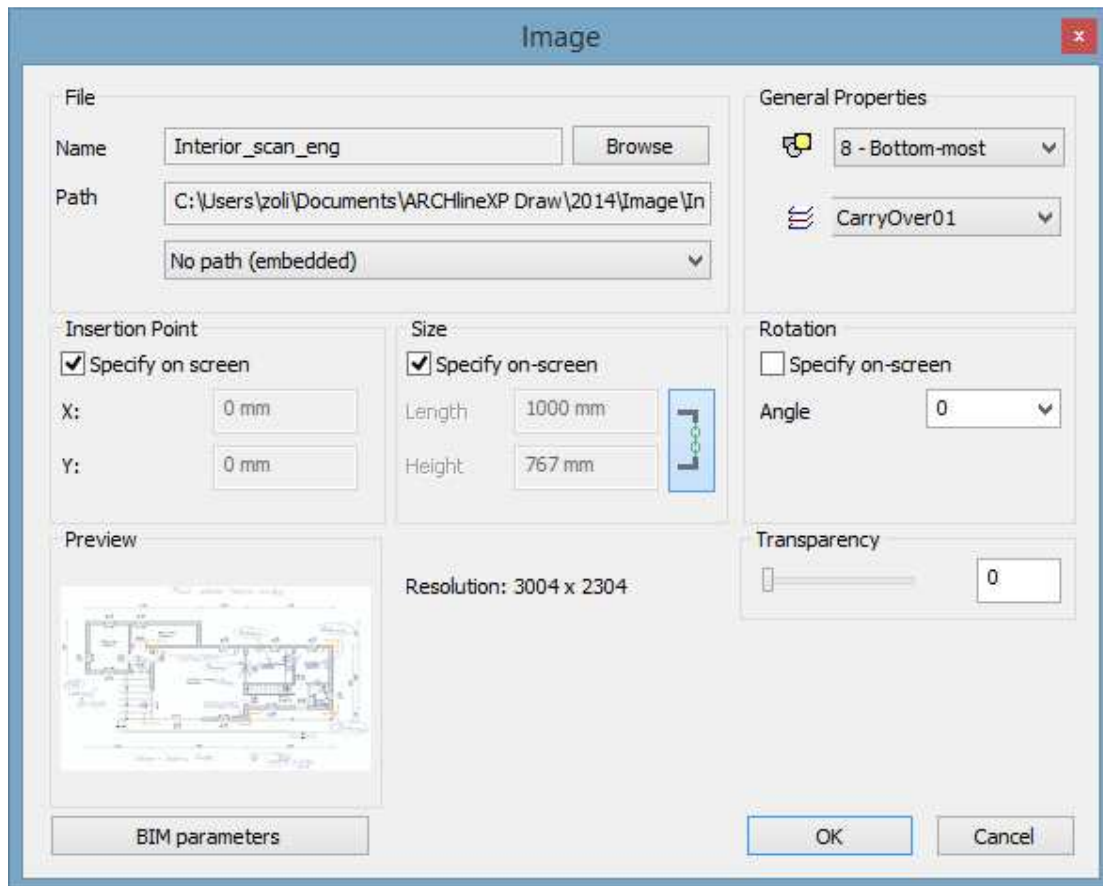 Image
File
Name
Interior_scan_eng
Browse
Path
C:\Users\zoli\Documents\ARCHlineXP Draw\2014\Image\In
No path (embedded)
General Properties
8 - Bottom-most
CarryOver01
Insertion Point
Specify on screen
X:
0 mm
Y:
0 mm
Size
Specify on-screen
Length
1000 mm
Height
767 mm
Rotation
Specify on-screen
Angle
0
Preview
Resolution: 3004 x 2304
Transparency
0
BIM parameters
OK
Cancel